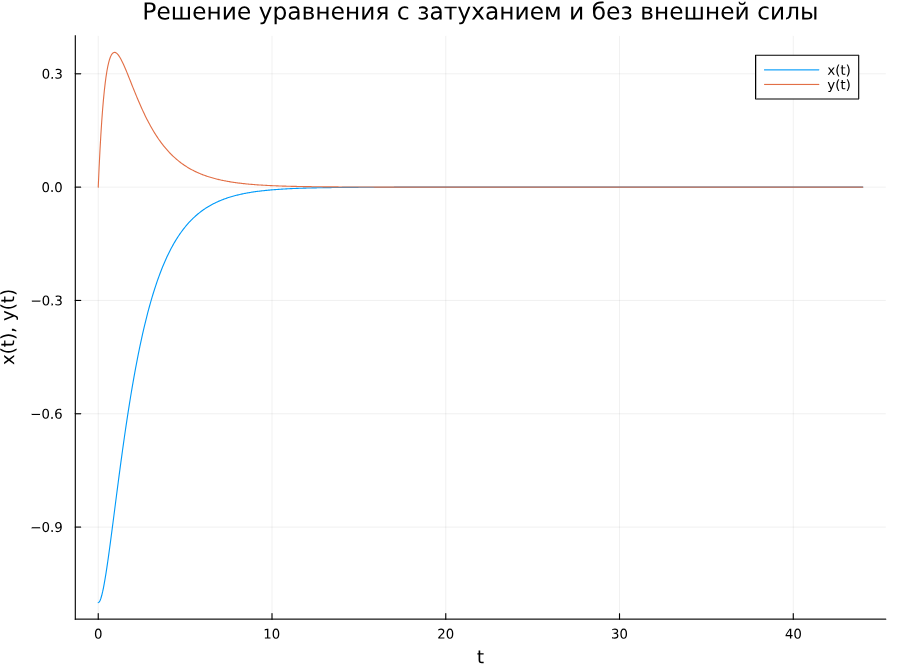 Решение уравнения с затуханием и без внешней силы
x(t)
y(t)
0.3
0.0
−0.3
−0.6
−0.9
x(t), y(t)
0
10
20
30
40
t